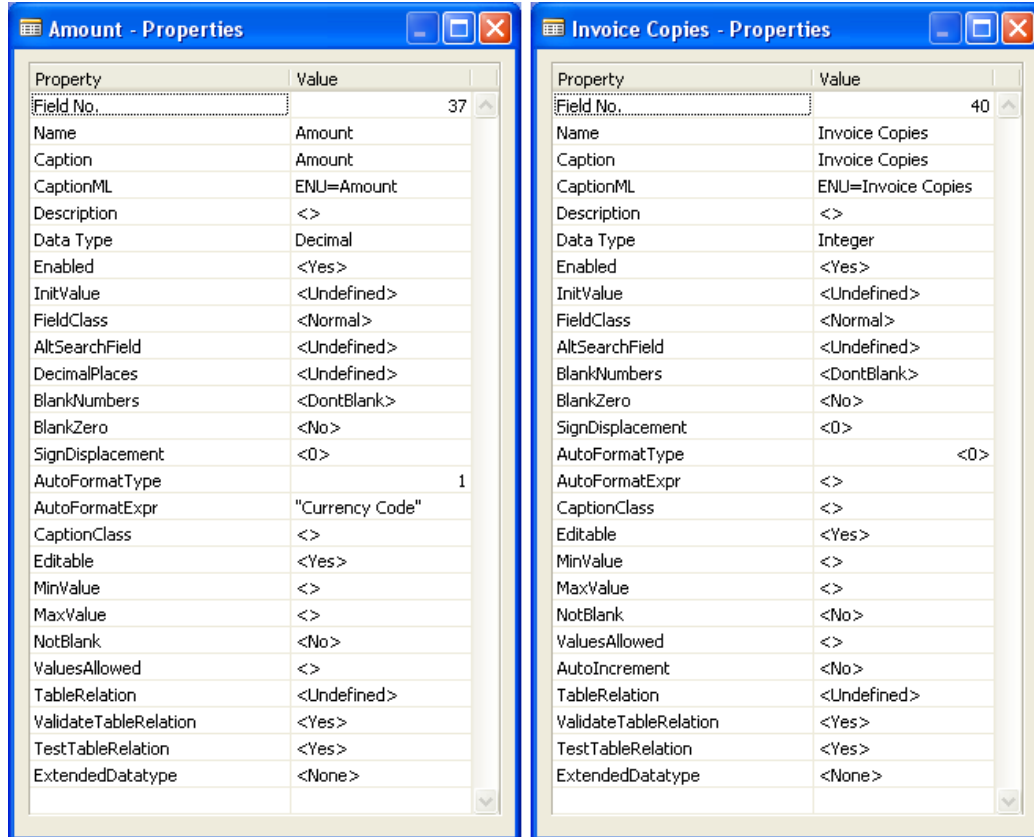 Amount - Properties
Property Value
Field No. 37
Name Amount
Caption Amount
CaptionML ENU=Amount
Description <>
Data Type Decimal
Enabled <Yes>
InitValue <Undefined>
FieldClass <Normal>
AltSearchField <Undefined>
DecimalPlaces <Undefined>
BlankNumbers <DontBlank>
BlankZero <No>
SignDisplacement <0>
AutoFormatType 1
AutoFormatExpr "Currency Code"
CaptionClass <>
Editable <Yes>
MinValue <>
MaxValue <>
NotBlank <No>
ValuesAllowed <>
TableRelation <Undefined>
ValidateTableRelation <Yes>
TestTableRelation <Yes>
ExtendedDatatype <None>
Invoice Copies - Properties
Property Value
Field No. 40
Name Invoice Copies
Caption Invoice Copies
CaptionML ENU=Invoice Copies
Description <>
Data Type Integer
Enabled <Yes>
InitValue <Undefined>
FieldClass <Normal>
AltSearchField <Undefined>
BlankNumbers <DontBlank>
BlankZero <No>
SignDisplacement <0>
AutoFormatType <0>
AutoFormatExpr <>
CaptionClass <>
Editable <Yes>
MinValue <>
MaxValue <>
NotBlank <No>
ValuesAllowed <>
AutoIncrement <No>
TableRelation <Undefined>
ValidateTableRelation <Yes>
TestTableRelation <Yes>
ExtendedDatatype <None>